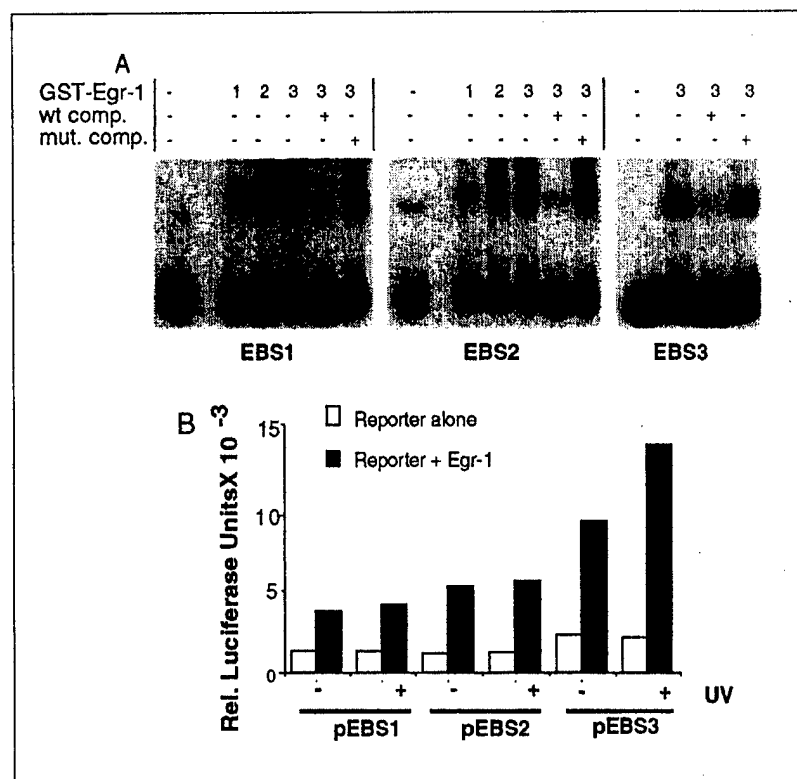 A
GST-Egr-1 - 1 2 3 3 3 - 1 2 3 3 3 - 3 3 3
wt comp. - - - - + - - - - + - - +
mut. comp. - - - - - + - - - - - + - - - +
EBS1 EBS2 EBS3
B
Rel. Luciferase UnitsX 10 -3
15
10
5
0
Reporter alone
Reporter + Egr-1
- + - + - + UV
pEBS1 pEBS2 pEBS3